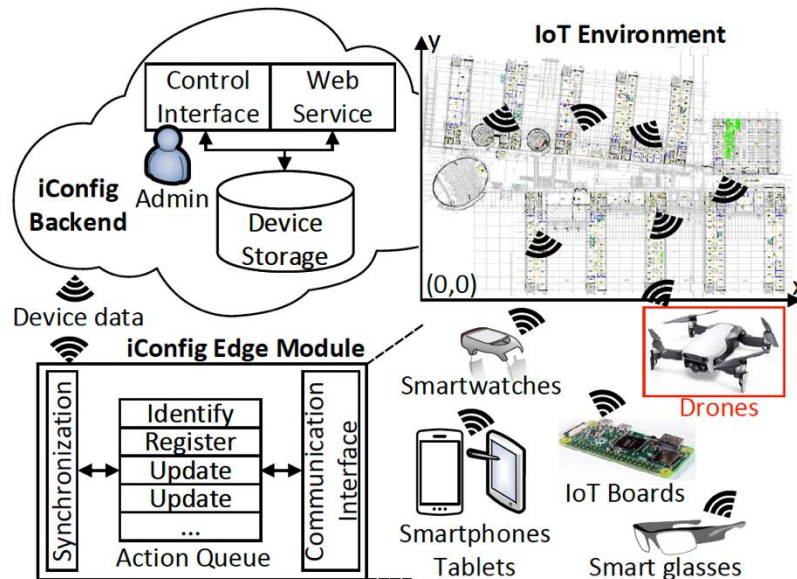 IoT Environment
y
x
(0,0)
Control
Interface
Web
Service
Admin
iConfig
Backend
Device
Storage
Device data
iConfig Edge Module
Synchronization
Identify
Register
Update
Update
...
Action Queue
Communication
Interface
Smartwatches
Drones
Smartphones
Tablets
IoT Boards
Smart glasses